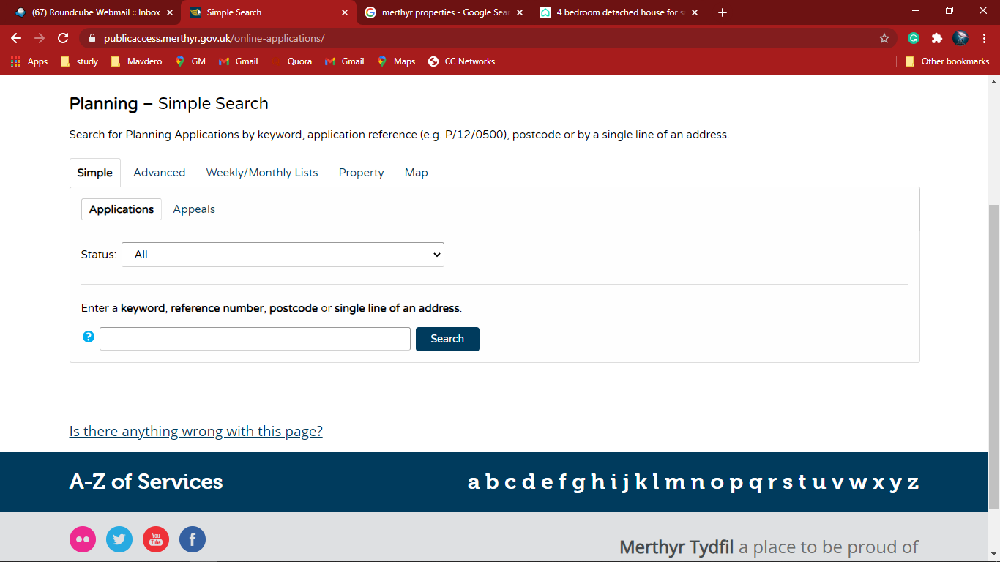 (67) Roundcube Webmail :: Inbox
Simple Search
merthyr properties - Google Sear
4 bedroom detached house for s
publicaccess.merthyr.gov.uk/online-applications/
Apps study Mavdero GM Gmail Quora Gmail Maps CC Networks Other bookmarks
Planning – Simple Search
Search for Planning Applications by keyword, application reference (e.g. P/12/0500), postcode or by a single line of an address.
Simple Advanced Weekly/Monthly Lists Property Map
Applications Appeals
Status: All
Enter a keyword, reference number, postcode or single line of an address.
? Search
Is there anything wrong with this page?
A-Z of Services a b c d e f g h i j k l m n o p q r s t u v w x y z
You Tube f
Merthyr Tydfil a place to be proud of